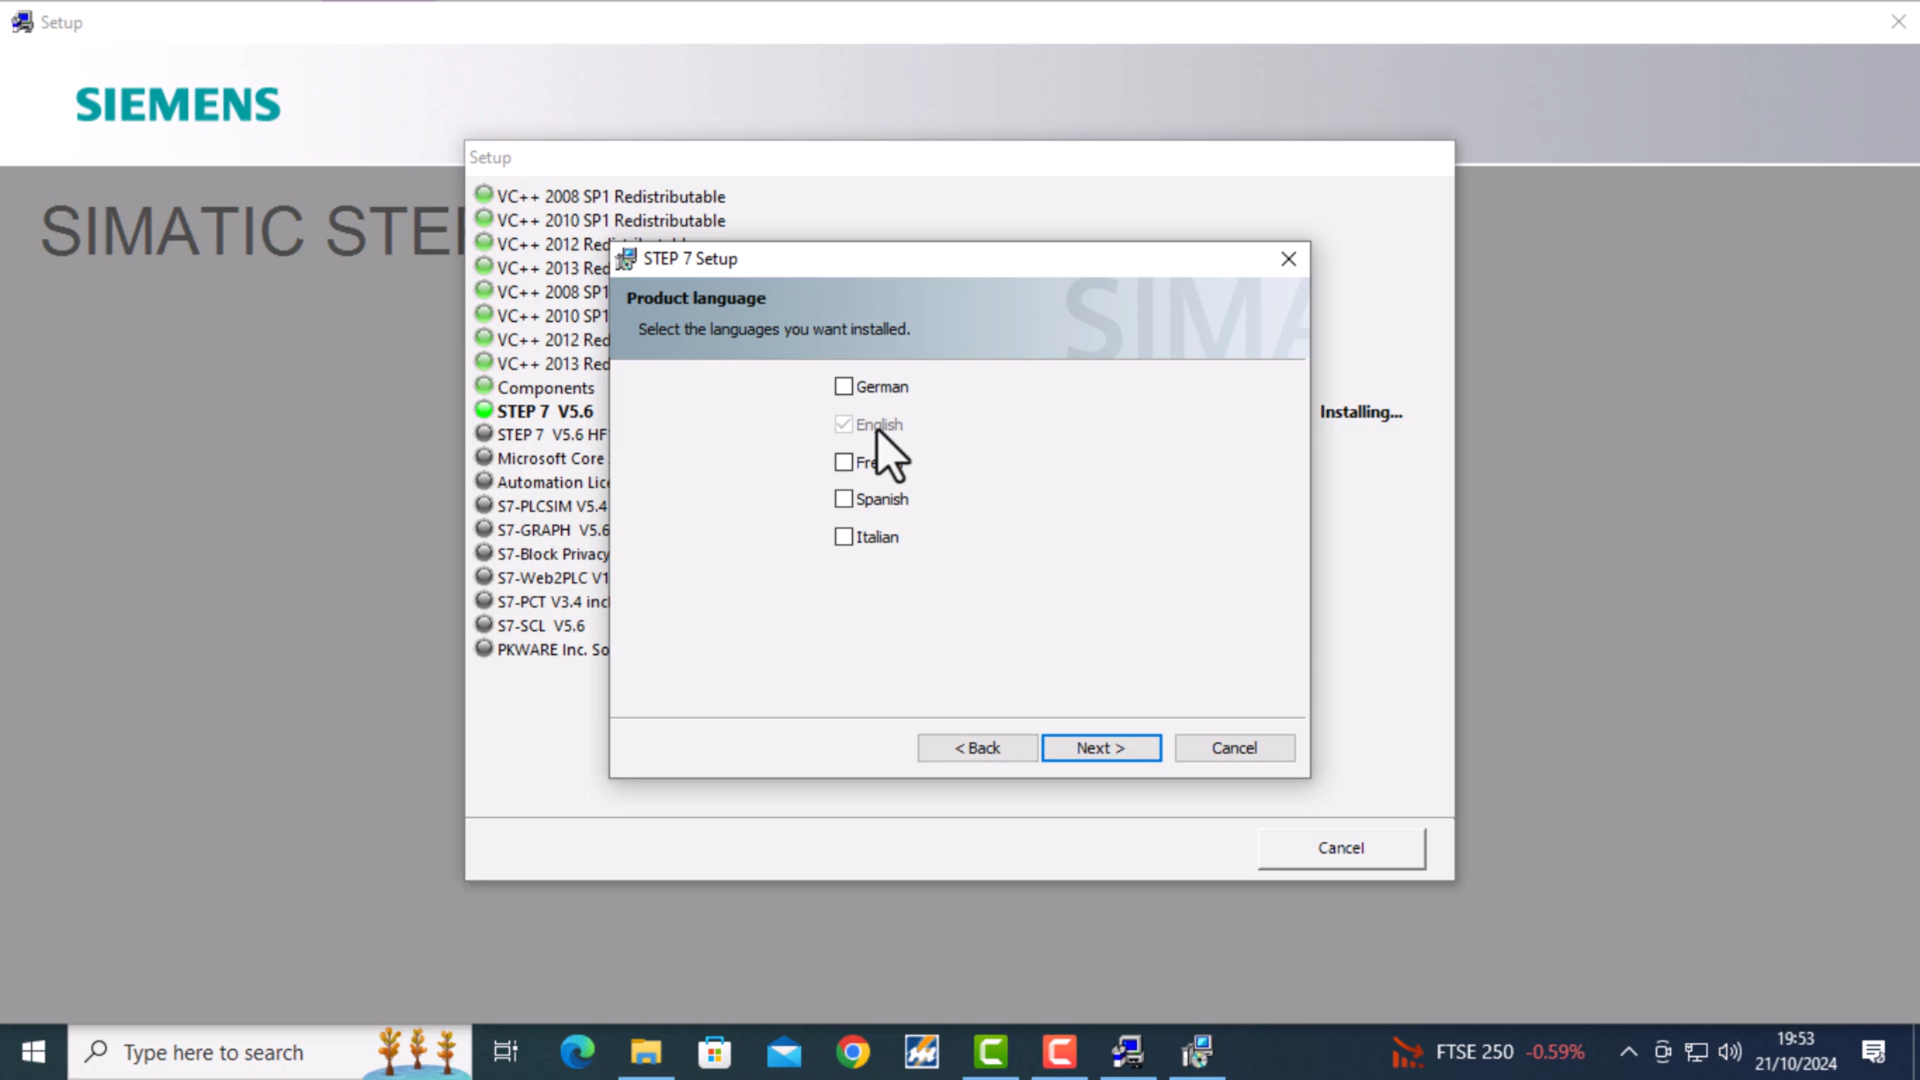 Setup
SIEMENS
SIMATIC STE
Setup
VC++ 2008 SP1 Redistributable
VC++ 2010 SP1 Redistributable
VC++ 2012
VC++ 2013 Red
VC++ 2008 SP1
VC++ 2010 SP1
VC++ 2012 Red
VC++ 2013 Red
Components
STEP 7 V5.6
Installing...
STEP 7 V5.6 HF
Microsoft Core
Automation Lice
S7-PLCSIM V5.4
S7-GRAPH V5.6
S7-Block Privacy
S7-Web2PLC V1
S7-PCT V3.4 incl
S7-SCL V5.6
PKWARE Inc. So
STEP 7 Setup
Product language
Select the languages you want installed.
SIMA
German
English
Fre
Spanish
Italian
< Back
Next >
Cancel
Cancel
Type here to search
FTSE 250 -0.59%
19:53
21/10/2024